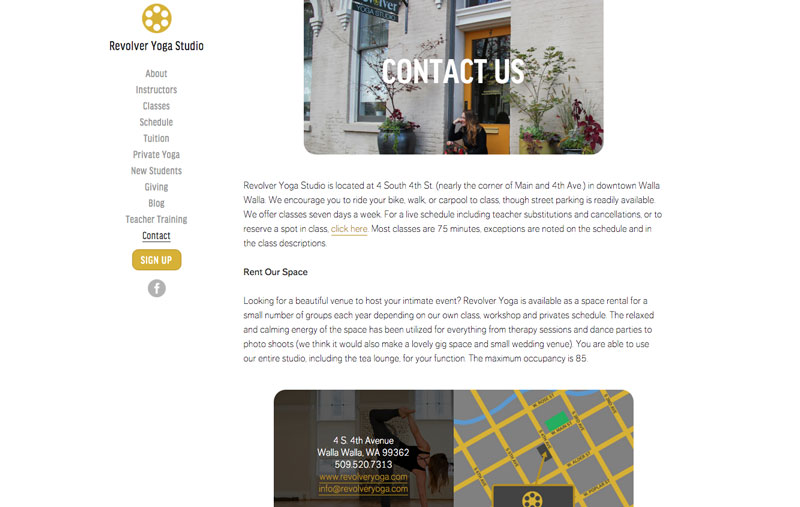 Revolver Yoga Studio
About
Instructors
Classes
Schedule
Tuition
Private Yoga
New Students
Giving
Blog
Teacher Training
Contact
SIGN UP
f
YOGA STUDIO
CONTACT US
Revolver Yoga Studio is located at 4 South 4th St. (nearly the corner of Main and 4th Ave.) in downtown Walla
Walla. We encourage you to ride your bike, walk, or carpool to class, though street parking is readily available.
We offer classes seven days a week. For a live schedule including teacher substitutions and cancellations, or to
reserve a spot in class, click here. Most classes are 75 minutes, exceptions are noted on the schedule and in
the class descriptions.
Rent Our Space
Looking for a beautiful venue to host your intimate event? Revolver Yoga is available as a space rental for a
small number of groups each year depending on our own class, workshop and privates schedule. The relaxed
and calming energy of the space has been utilized for everything from therapy sessions and dance parties to
photo shoots (we think it would also make a lovely gig space and small wedding venue). You are able to use
our entire studio, including the tea lounge, for your function. The maximum occupancy is 85.
4 S. 4th Avenue
Walla Walla, WA 99362
509.520.7313
www.revolveryoga.com
info@revolveryoga.com
W. ROSE ST
W. MAIN ST
W. ALDER ST
W. POPLAR ST